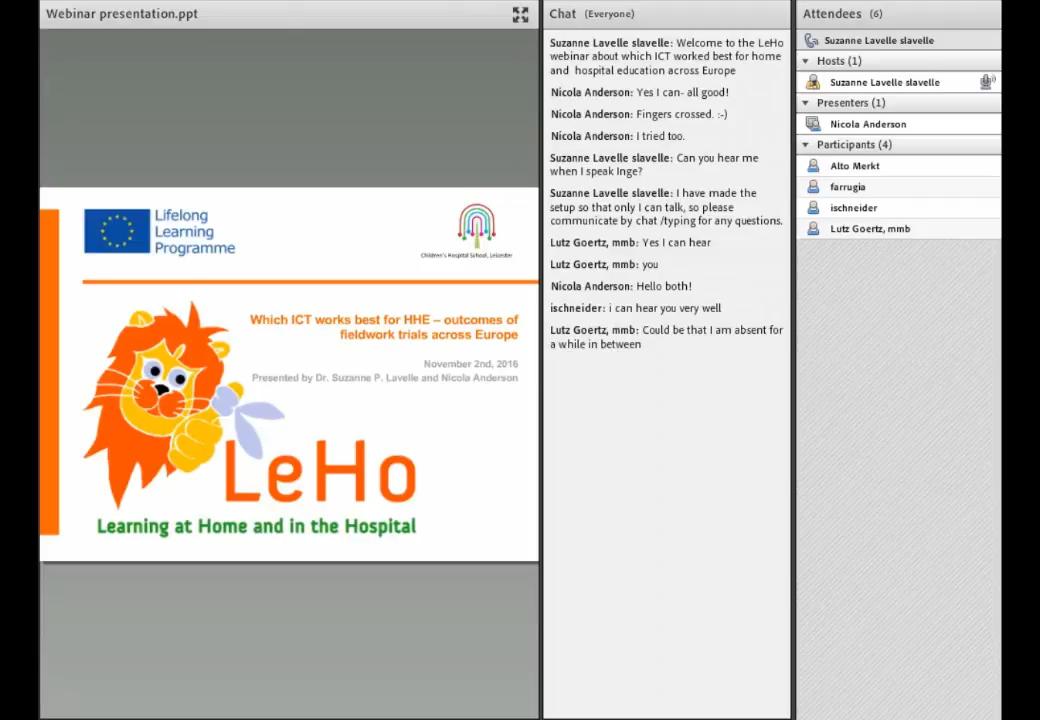 Webinar presentation.ppt
Lifelong
Learning
Programme
Children's Hospital School, Leicester
Which ICT works best for HHE – outcomes of
fieldwork trials across Europe
November 2nd, 2016
Presented by Dr. Suzanne P. Lavelle and Nicola Anderson
LeHo
Learning at Home and in the Hospital
Chat (Everyone)
Suzanne Lavelle slavelle: Welcome to the LeHo
webinar about which ICT worked best for home
and hospital education across Europe
Nicola Anderson: Yes I can- all good!
Nicola Anderson: Fingers crossed. :-)
Nicola Anderson: I tried too.
Suzanne Lavelle slavelle: Can you hear me
when I speak Inge?
Suzanne Lavelle slavelle: I have made the
setup so that only I can talk, so please
communicate by chat /typing for any questions.
Lutz Goertz, mmb: Yes I can hear
Lutz Goertz, mmb: you
Nicola Anderson: Hello both!
ischneider: i can hear you very well
Lutz Goertz, mmb: Could be that I am absent for
a while in between
Attendees (6)
Suzanne Lavelle slavelle
Hosts (1)
Suzanne Lavelle slavelle
Presenters (1)
Nicola Anderson
Participants (4)
Alto Merkt
farrugia
ischneider
Lutz Goertz, mmb